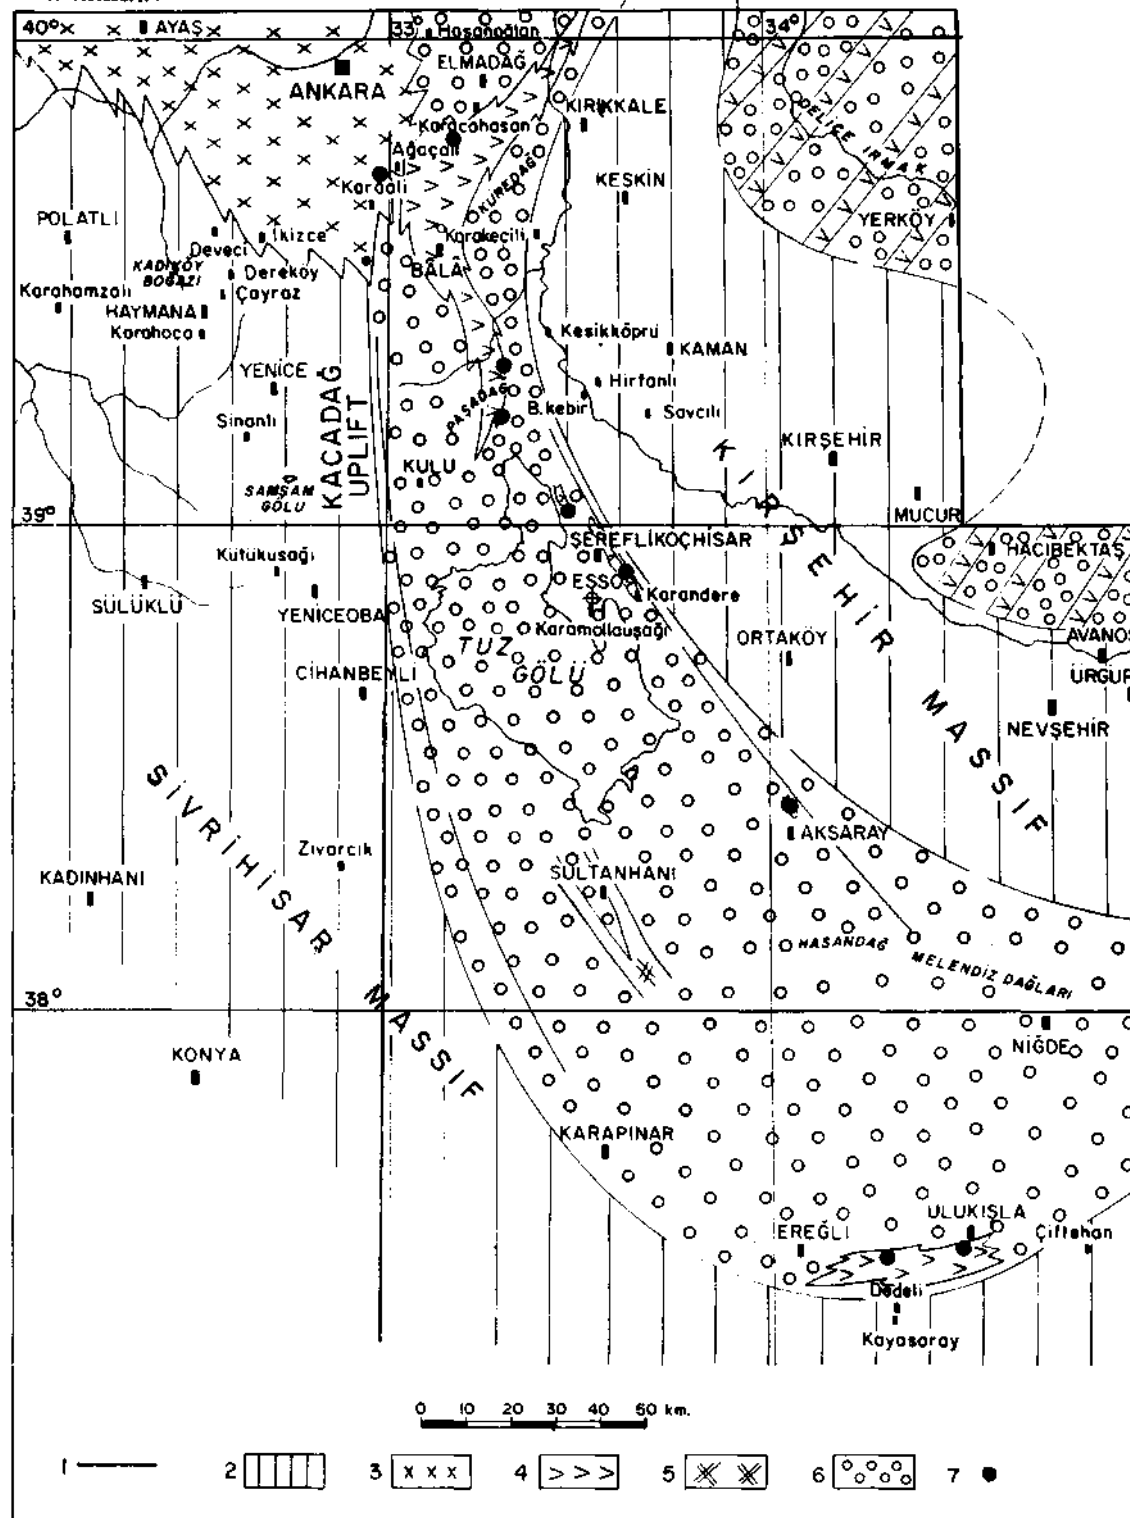 40°
AYAŞ
33°
Hasanoğlan
34°
ELMADAĞ
ANKARA
KIRIKKALE
DELİCE IRMAK
Karacahasan
Ağaçalı
KUREDAĞ
KESKİN
Karaali
YERKÖY
POLATLI
Deveci
İkizce
Karakeçili
KADIKÖY
BOĞAZI
Dereköy
BÂLÂ
Karahamzalı
Çayraz
HAYMANA
Karahoca
Kesikköprü
KAMAN
YENİCE
KACADAĞ
UPLIFT
PAŞADAĞ
Hirfanlı
B.kebir
Savcılı
Sinanlı
KIRŞEHİR
KULU
SAMSAM
GÖLÜ
KIRŞEHİR MASSIF
MUCUR
39°
ŞEREFLİKOÇHİSAR
HACIBEKTAŞ
Kütükuşağı
ESSO
Karandere
SÜLÜKLÜ
YENİCEOBA
Karamollauşağı
ORTAKÖY
AVANOS
TUZ
GÖLÜ
CİHANBEYLİ
ÜRGÜP
NEVŞEHİR
SİVRİHİSAR MASSIF
AKSARAY
Zıvarcık
SULTANHANI
KADINHANI
HASANDAĞ
MELENDİZ DAĞLARI
38°
KONYA
NİĞDE
KARAPINAR
EREĞLİ
ULUKIŞLA
Çiftehan
Dedeli
Kayasaray
0 10 20 30 40 50 km.
1
2
3
4
5
6
7